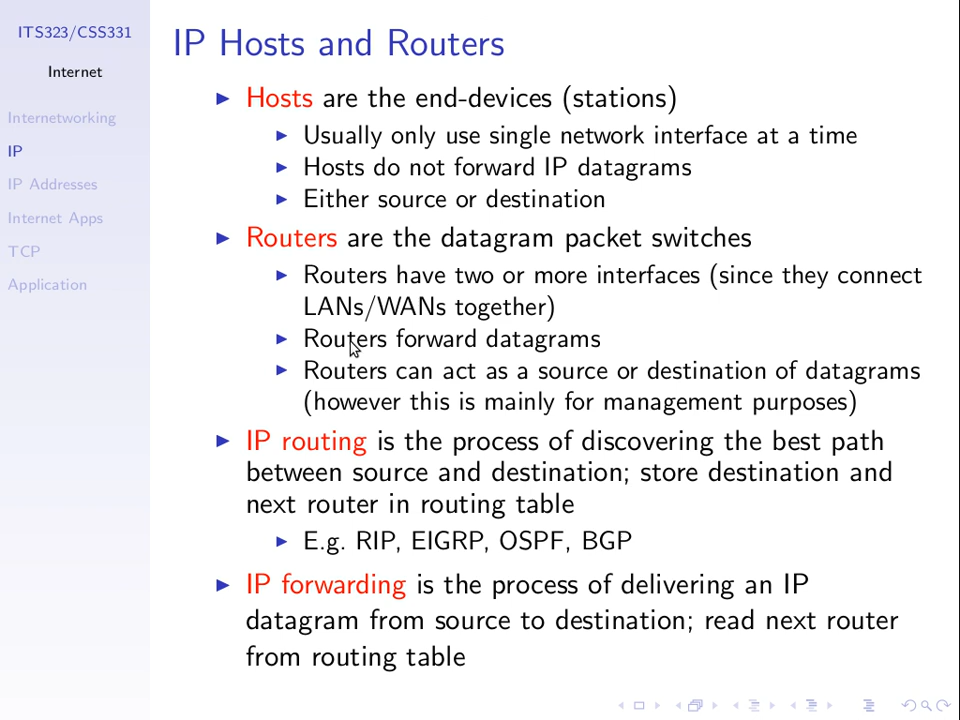 ITS323/CSS331
Internet
Internetworking
IP
IP Addresses
Internet Apps
TCP
Application
IP Hosts and Routers
Hosts are the end-devices (stations)
Usually only use single network interface at a time
Hosts do not forward IP datagrams
Either source or destination
Routers are the datagram packet switches
Routers have two or more interfaces (since they connect
LANs/WANs together)
Routers forward datagrams
Routers can act as a source or destination of datagrams
(however this is mainly for management purposes)
IP routing is the process of discovering the best path
between source and destination; store destination and
next router in routing table
E.g. RIP, EIGRP, OSPF, BGP
IP forwarding is the process of delivering an IP
datagram from source to destination; read next router
from routing table